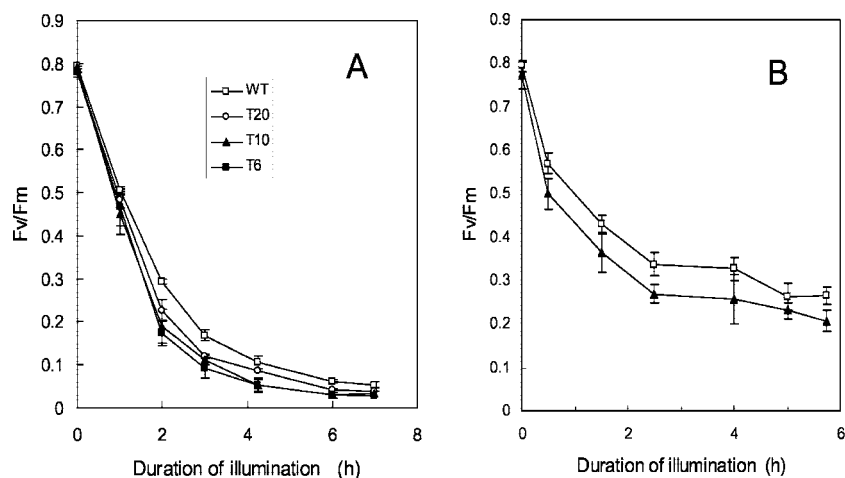 A
0.9
0.8
0.7
0.6
0.5
0.4
0.3
0.2
0.1
0
Fv/Fm
WT
T20
T10
T6
0 2 4 6 8
Duration of illumination (h)
B
0.9
0.8
0.7
0.6
0.5
0.4
0.3
0.2
0.1
0
Fv/Fm
0 2 4 6
Duration of illumination (h)